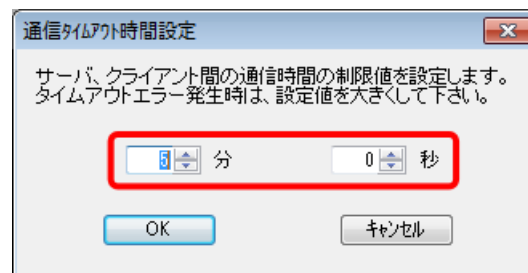 通信ﾀｲﾑｱｳﾄ時間設定
サーバ、クライアント間の通信時間の制限値を設定します。
タイムアウトエラー発生時は、設定値を大きくして下さい。
5 分 0 秒
OK ｷｬﾝｾﾙ